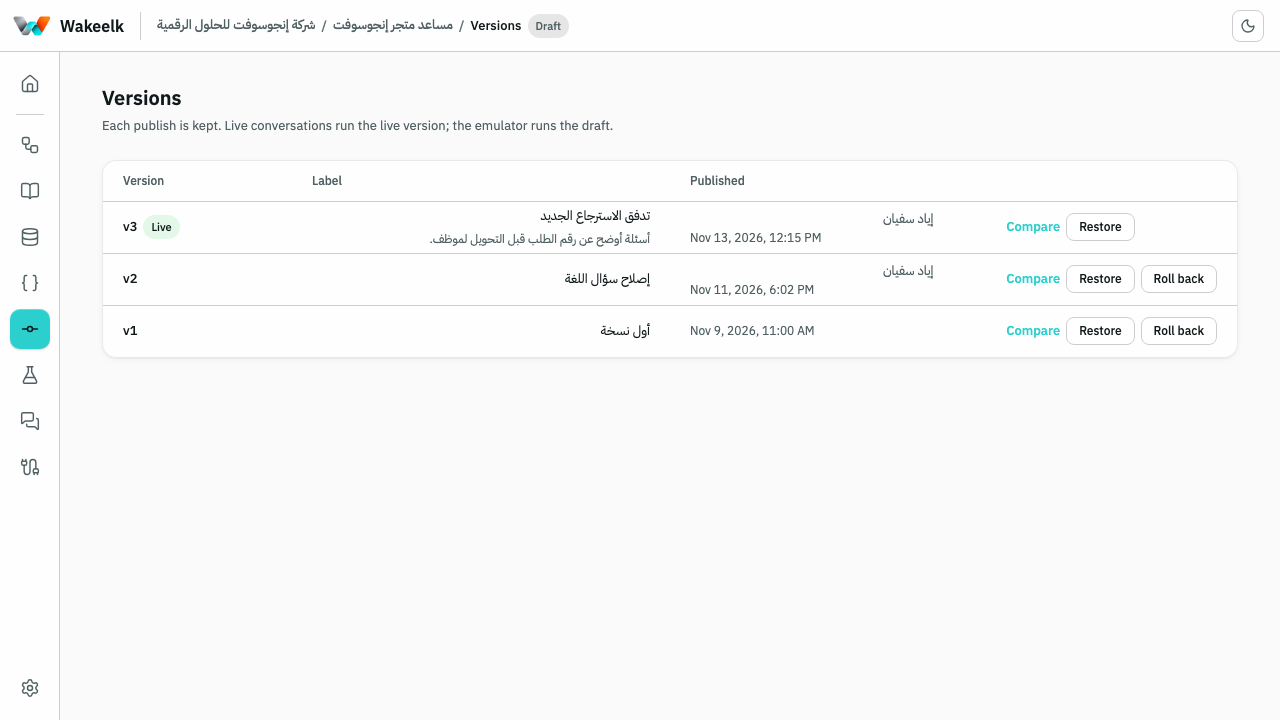 Wakeelk
شركة إنجوسوفت للحلول الرقمية / مساعد متجر إنجوسوفت / Versions Draft
Versions
Each publish is kept. Live conversations run the live version; the emulator runs the draft.
Version Label Published
v3 Live
تدفق الاسترجاع الجديد
أسئلة أوضح عن رقم الطلب قبل التحويل لموظف.
إياد سفيان
Nov 13, 2026, 12:15 PM
Compare Restore
v2
إصلاح سؤال اللغة
إياد سفيان
Nov 11, 2026, 6:02 PM
Compare Restore Roll back
v1
أول نسخة
Nov 9, 2026, 11:00 AM
Compare Restore Roll back